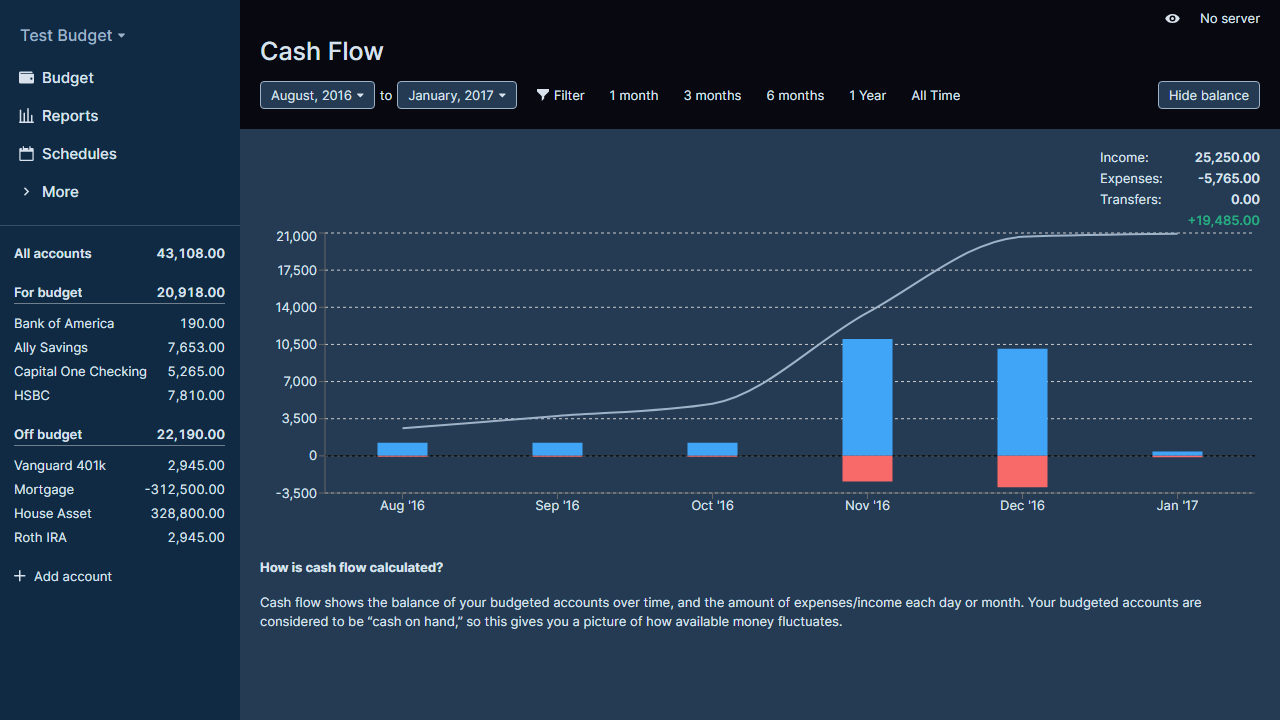 Test Budget
Budget
Reports
Schedules
More
All accounts 43,108.00
For budget 20,918.00
Bank of America 190.00
Ally Savings 7,653.00
Capital One Checking 5,265.00
HSBC 7,810.00
Off budget 22,190.00
Vanguard 401k 2,945.00
Mortgage -312,500.00
House Asset 328,800.00
Roth IRA 2,945.00
Add account
No server
Cash Flow
August, 2016 to January, 2017 Filter 1 month 3 months 6 months 1 Year All Time Hide balance
Income: 25,250.00
Expenses: -5,765.00
Transfers: 0.00
+19,485.00
21,000
17,500
14,000
10,500
7,000
3,500
0
-3,500
Aug '16 Sep '16 Oct '16 Nov '16 Dec '16 Jan '17
How is cash flow calculated?
Cash flow shows the balance of your budgeted accounts over time, and the amount of expenses/income each day or month. Your budgeted accounts are
considered to be “cash on hand,” so this gives you a picture of how available money fluctuates.